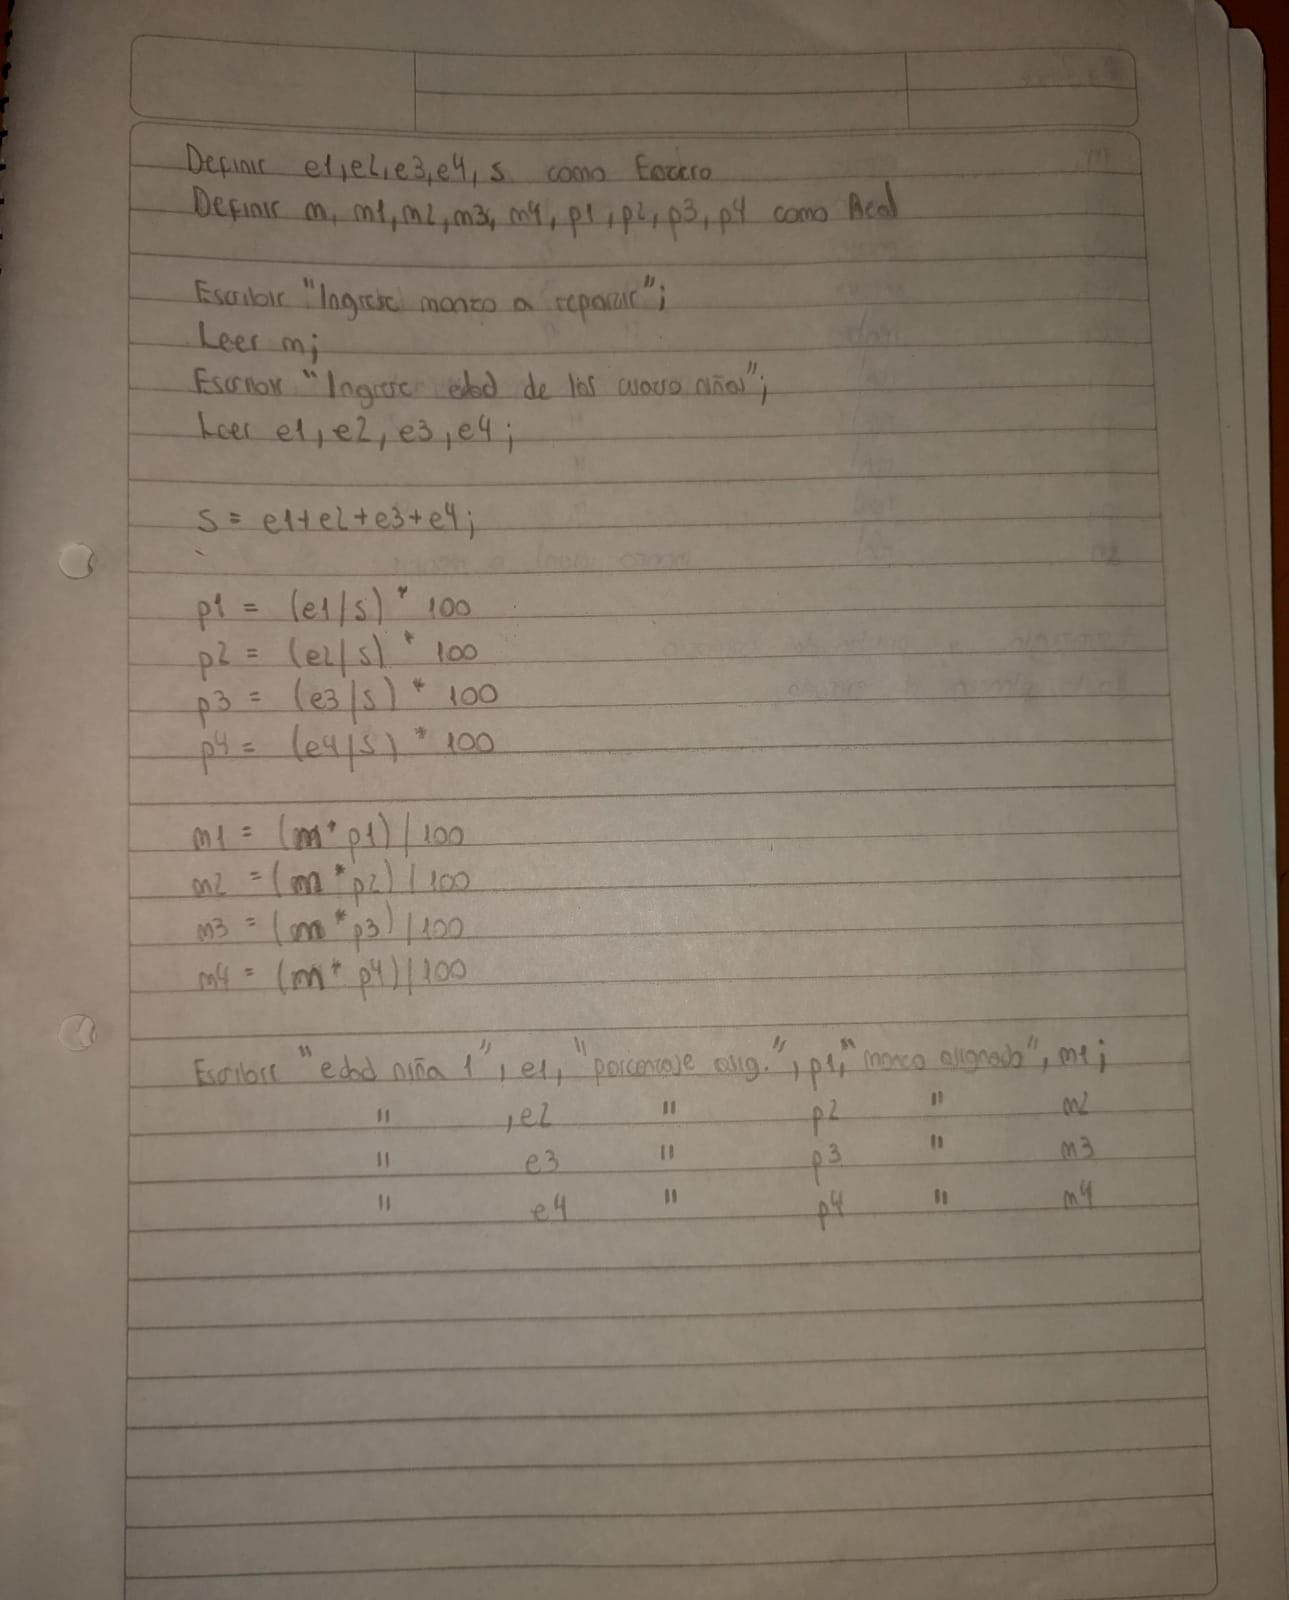 Definir e1, e2, e3, e4, s como Entero
Definir m, m1, m2, m3, m4, p1, p2, p3, p4 como Real
Escribir "Ingrese monto a repartir";
Leer m;
Escribir "Ingrese edad de las cuatro niñas";
Leer e1, e2, e3, e4;
s = e1+e2+e3+e4;
p1 = (e1/s) * 100
p2 = (e2/s) * 100
p3 = (e3/s) * 100
p4 = (e4/s) * 100
m1 = (m* p1) / 100
m2 = (m * p2) / 100
m3 = (m * p3) / 100
m4 = (m* p4) / 100
Escribir "edad niña 1", e1, "porcentaje asig.", p1, "monto asignado", m1;
" , e2 " p2 " m2
" e3 " p3 " m3
" e4 " p4 " m4